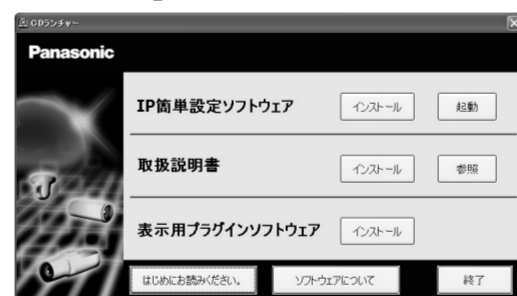 CDランチャー
Panasonic
IP簡単設定ソフトウェア インストール 起動
取扱説明書 インストール 参照
表示用プラグインソフトウェア インストール
はじめにお読みください。 ソフトウェアについて 終了